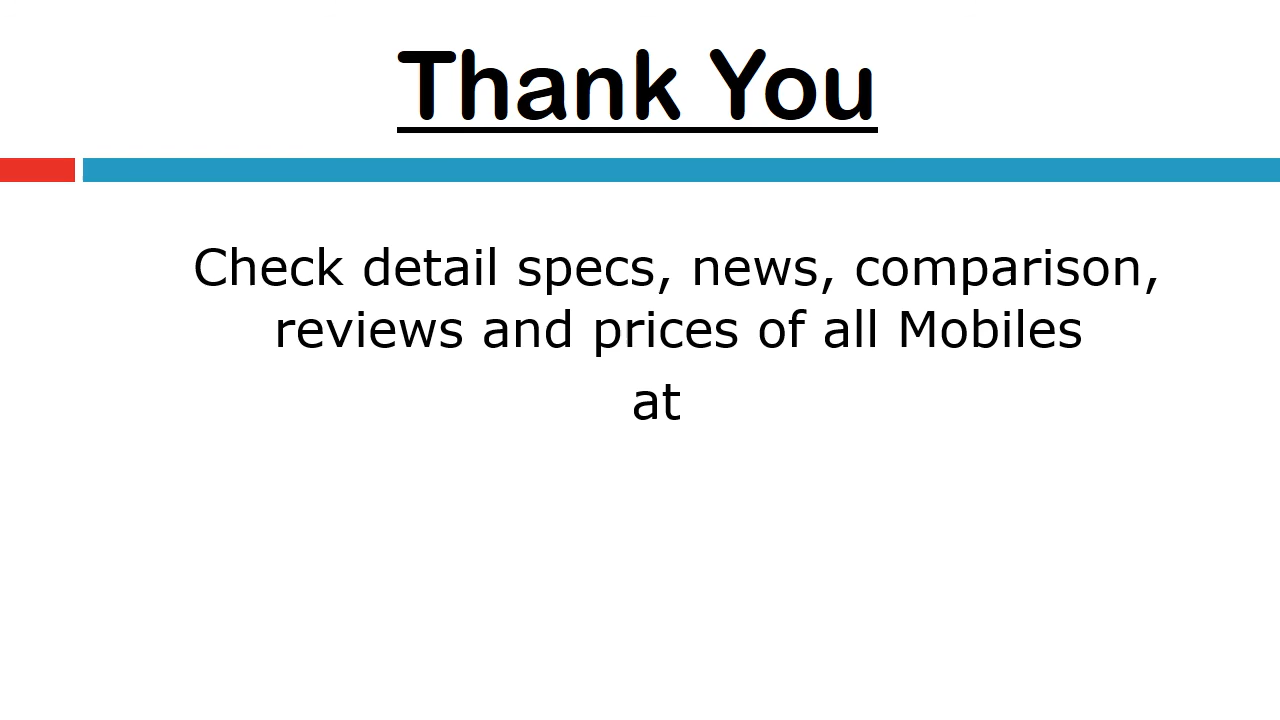 Thank You
Check detail specs, news, comparison,
reviews and prices of all Mobiles
at